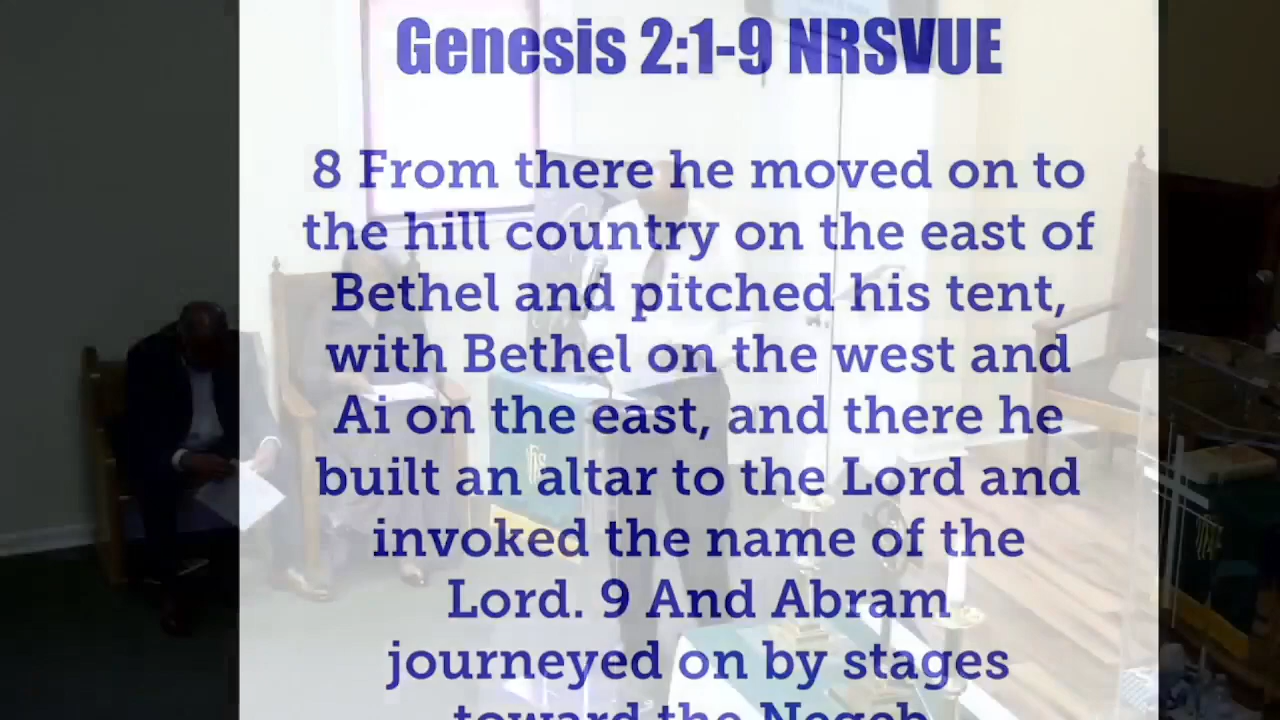 Genesis 2:1-9 NRSVUE
8 From there he moved on to
the hill country on the east of
Bethel and pitched his tent,
with Bethel on the west and
Ai on the east, and there he
built an altar to the Lord and
invoked the name of the
Lord. 9 And Abram
journeyed on by stages
toward the Negeb.